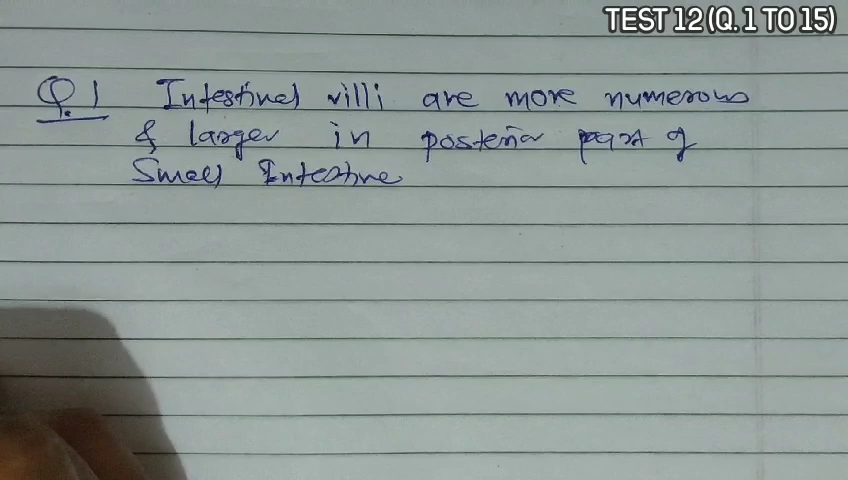 TEST 12 (Q. 1 TO 15)
Q.1 Intestinal villi are more numerous
& larger in posterior part of
Small Intestine